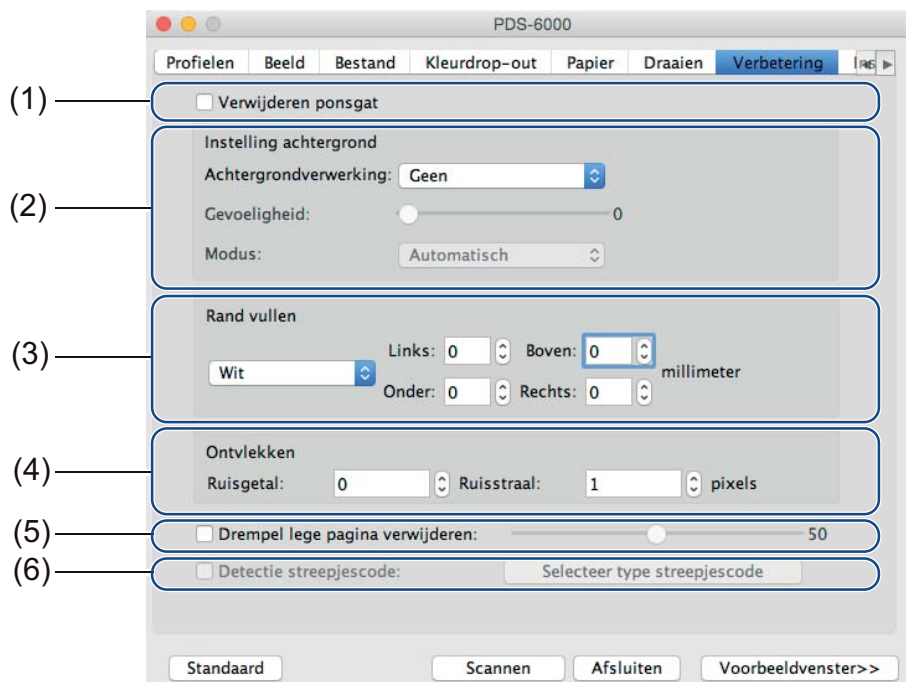 PDS-6000
Profielen Beeld Bestand Kleurdrop-out Papier Draaien Verbetering
(1) Verwijderen ponsgat
(2) Instelling achtergrond
Achtergrondverwerking: Geen
Gevoeligheid: 0
Modus: Automatisch
(3) Rand vullen
Links: 0 Boven: 0
Wit millimeter
Onder: 0 Rechts: 0
(4) Ontvlekken
Ruisgetal: 0 Ruisstraal: 1 pixels
(5) Drempel lege pagina verwijderen: 50
(6) Detectie streepjescode: Selecteer type streepjescode
Standaard Scannen Afsluiten Voorbeeldvenster>>